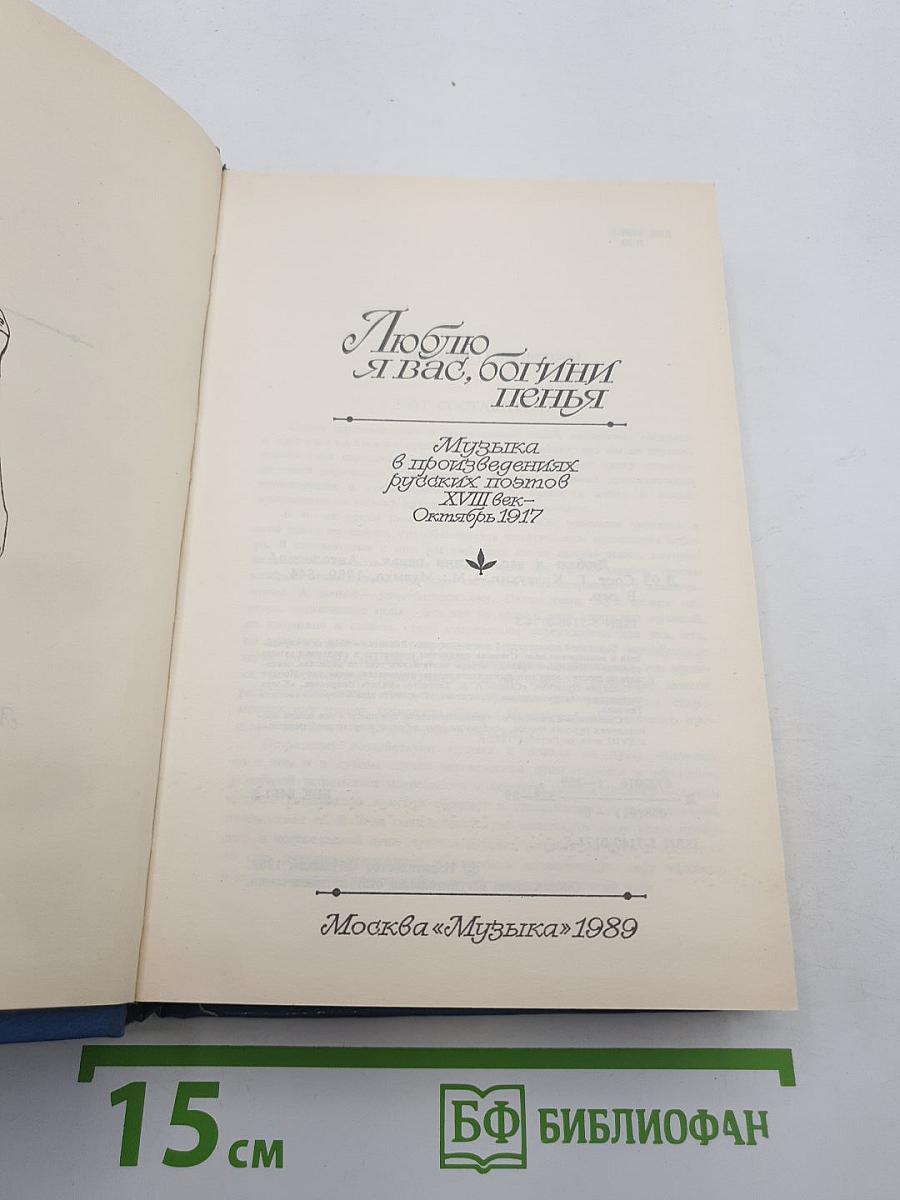 Люблю
я вас, богини
пенья
Музыка
в произведениях
русских поэтов
XVIII век–
Октябрь 1917
Москва «Музыка» 1989
15 см
БФ БИБЛИОФАН